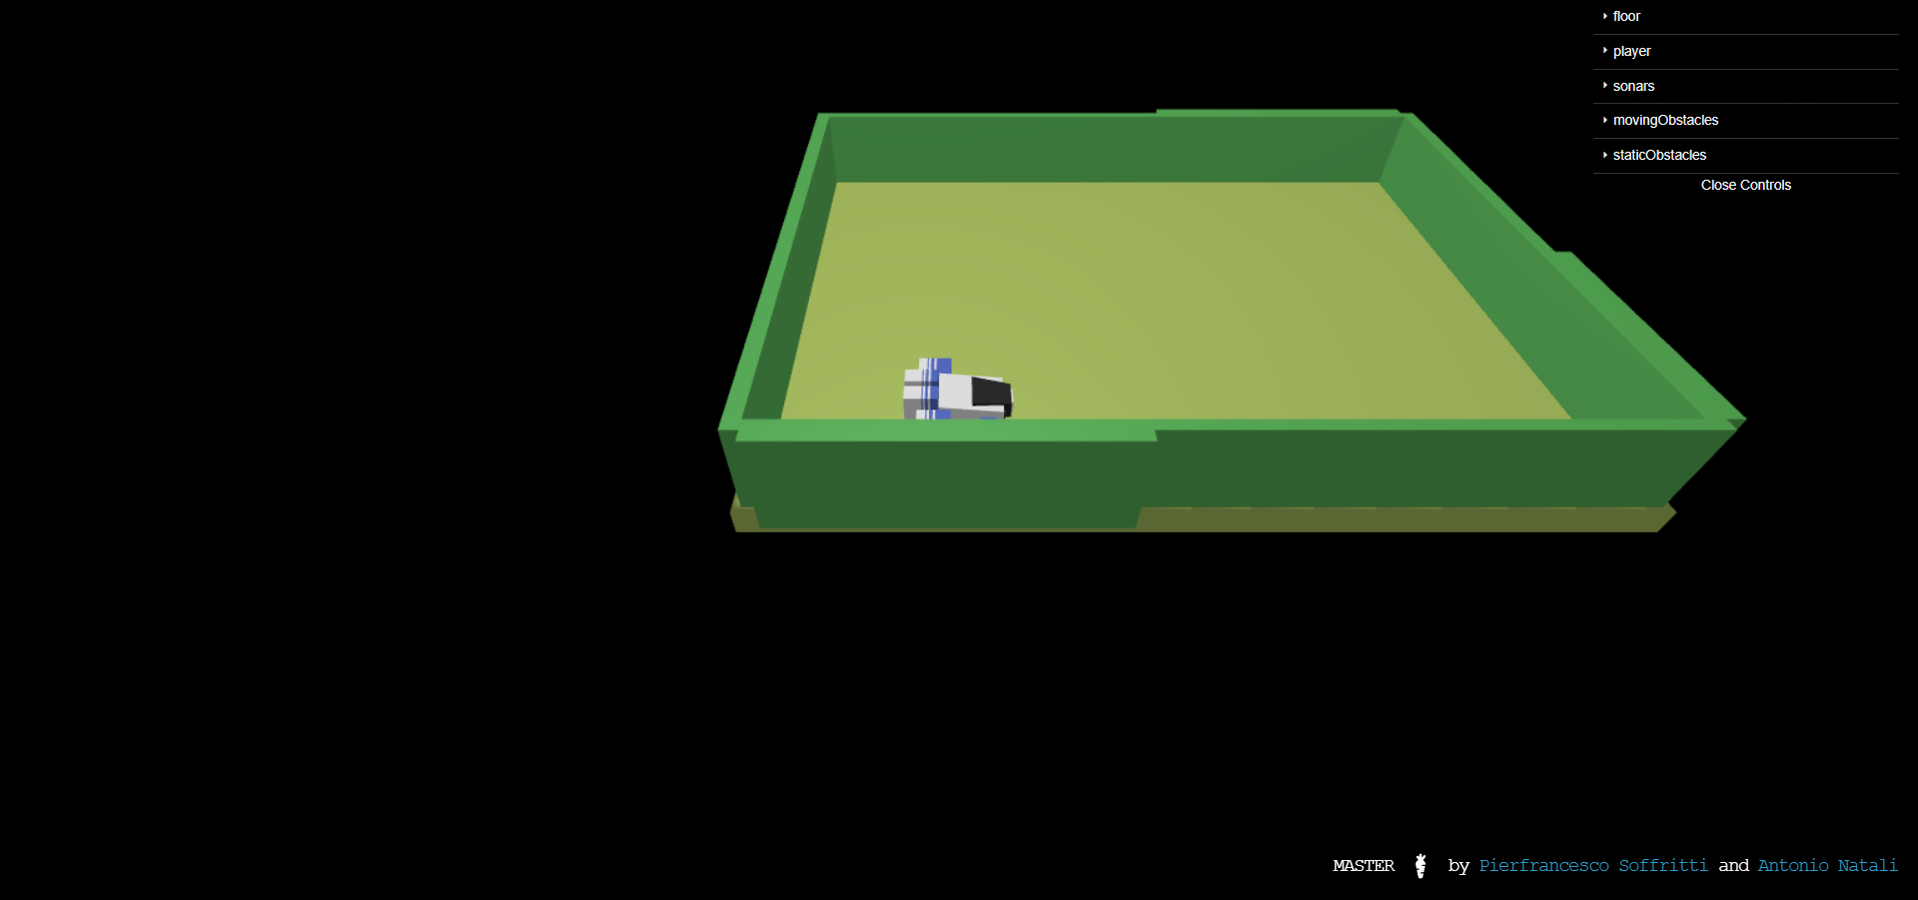 floor
player
sonars
movingObstacles
staticObstacles
Close Controls
MASTER by Pierfrancesco Soffritti and Antonio Natali